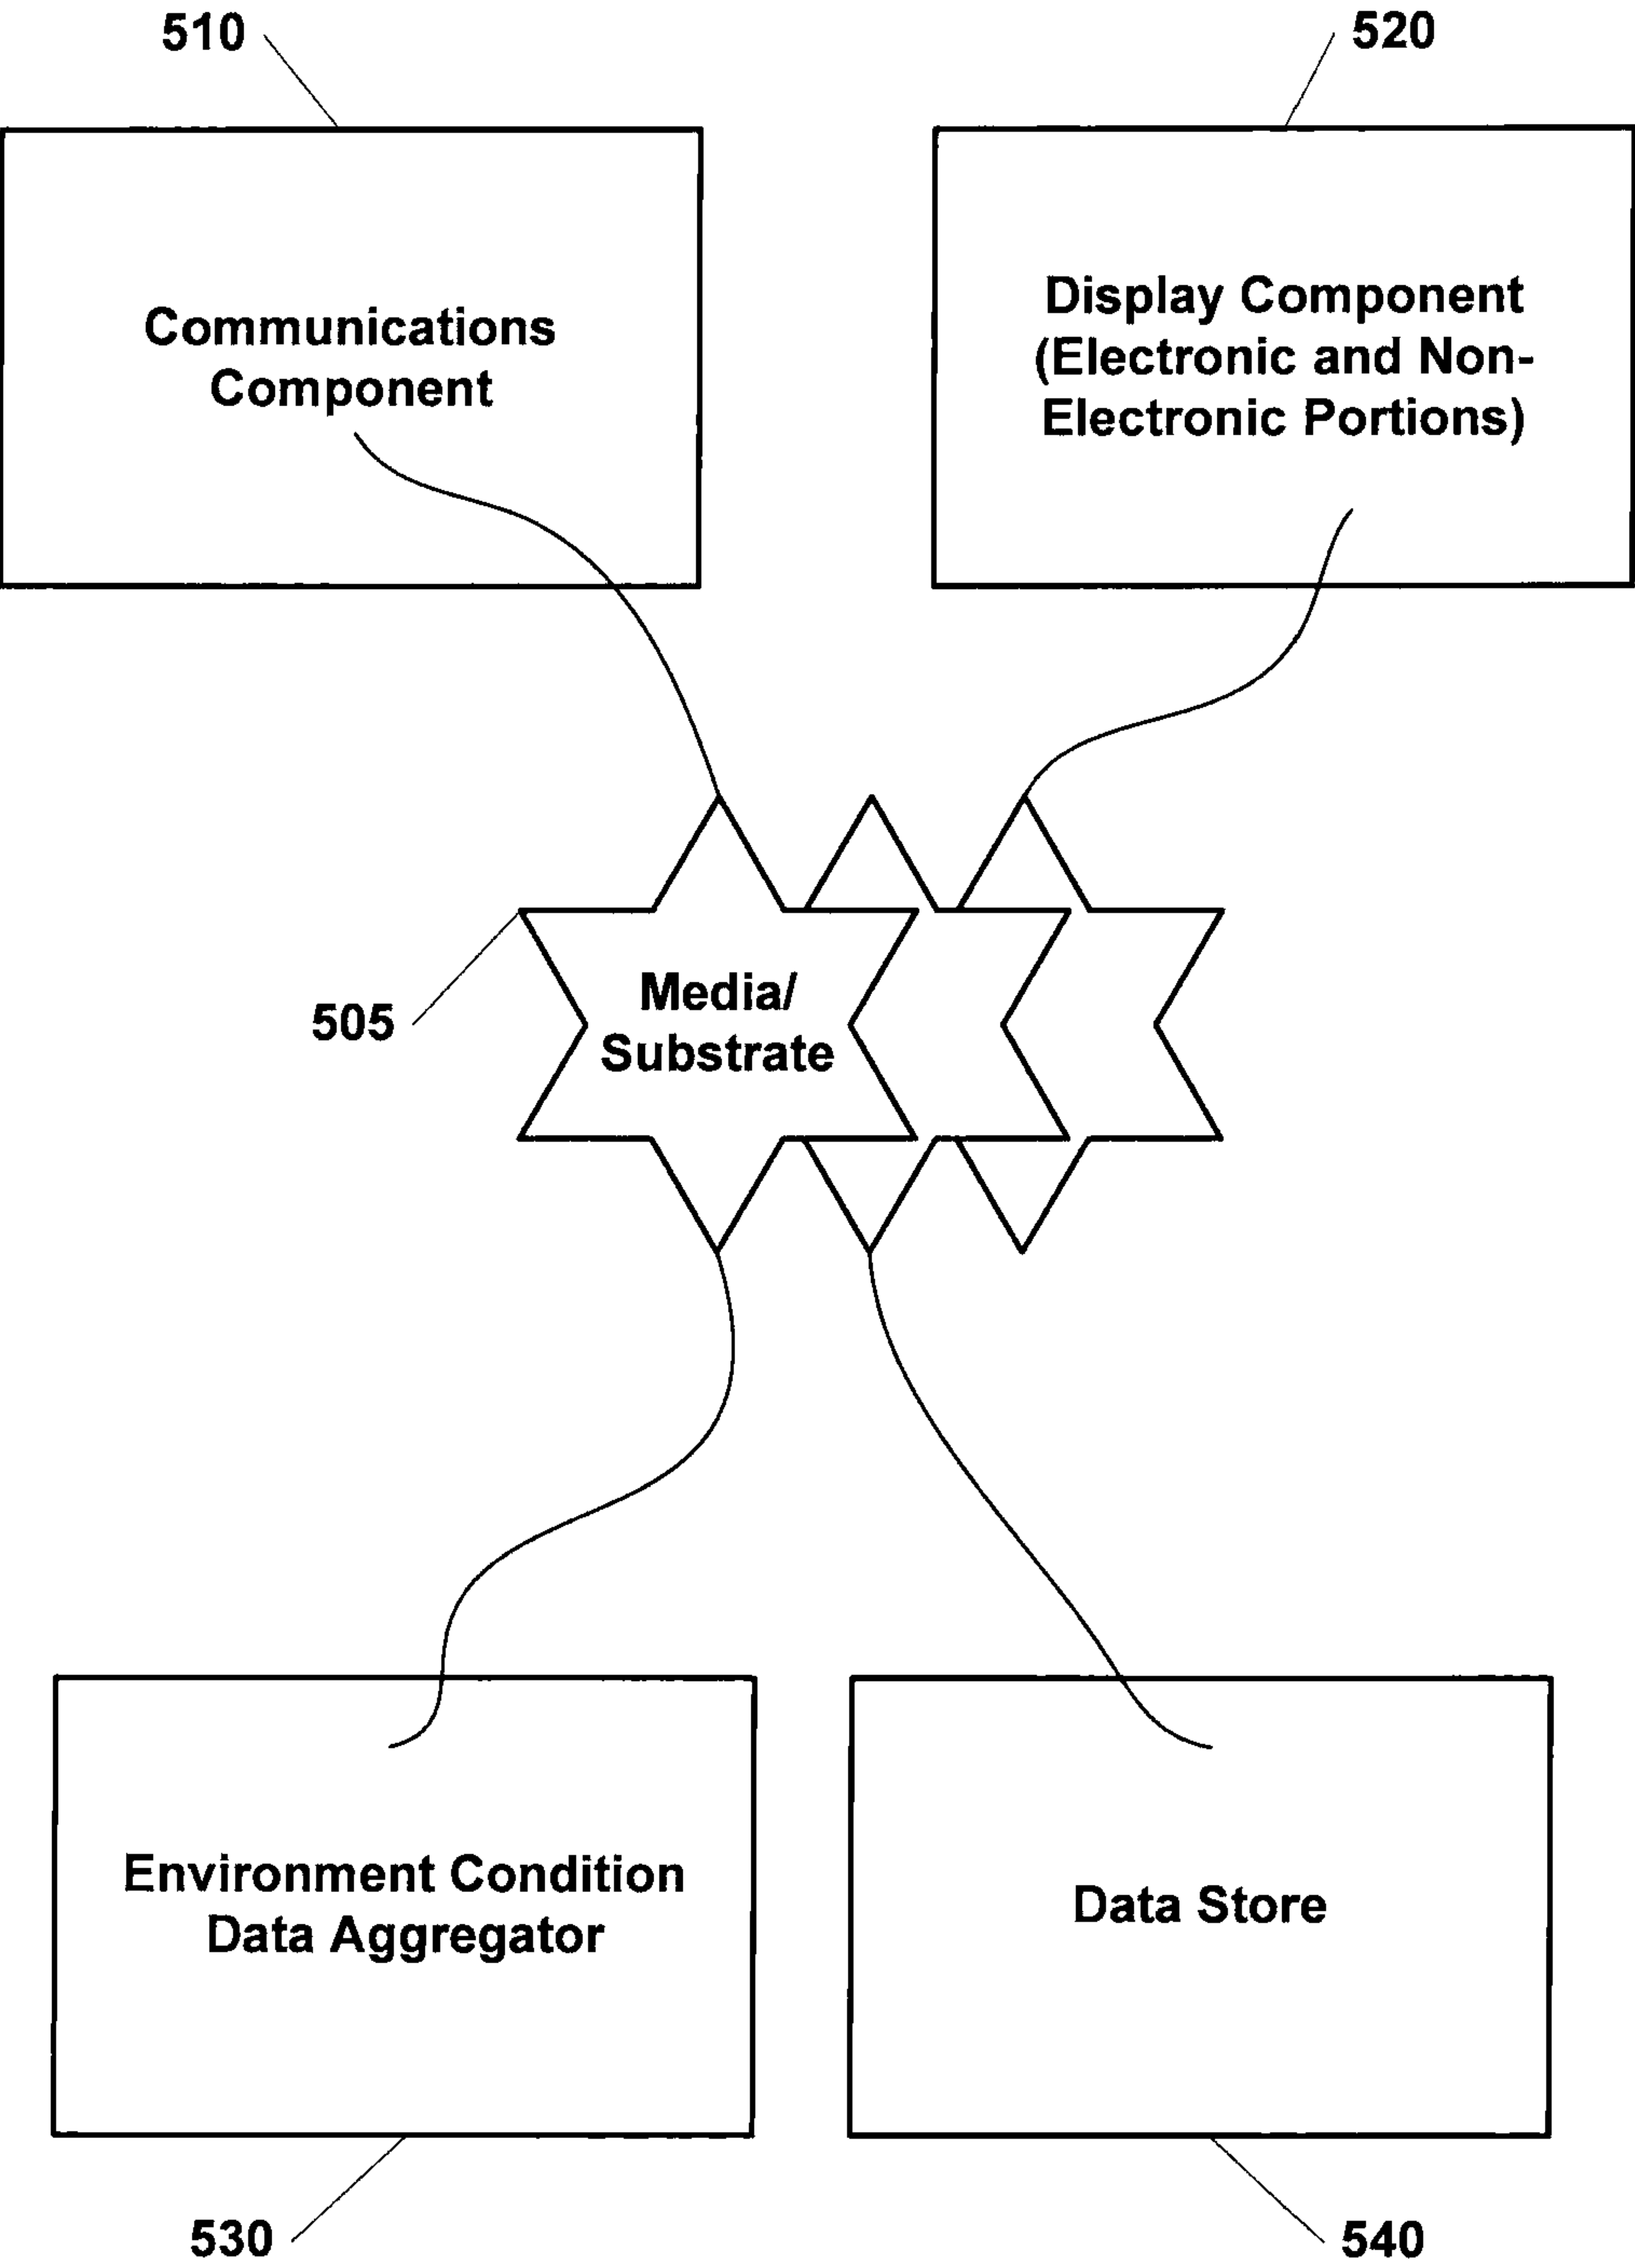 510
520
Communications
Component
Display Component
(Electronic and Non-
Electronic Portions)
Media/
Substrate
505
Environment Condition
Data Aggregator
Data Store
530
540